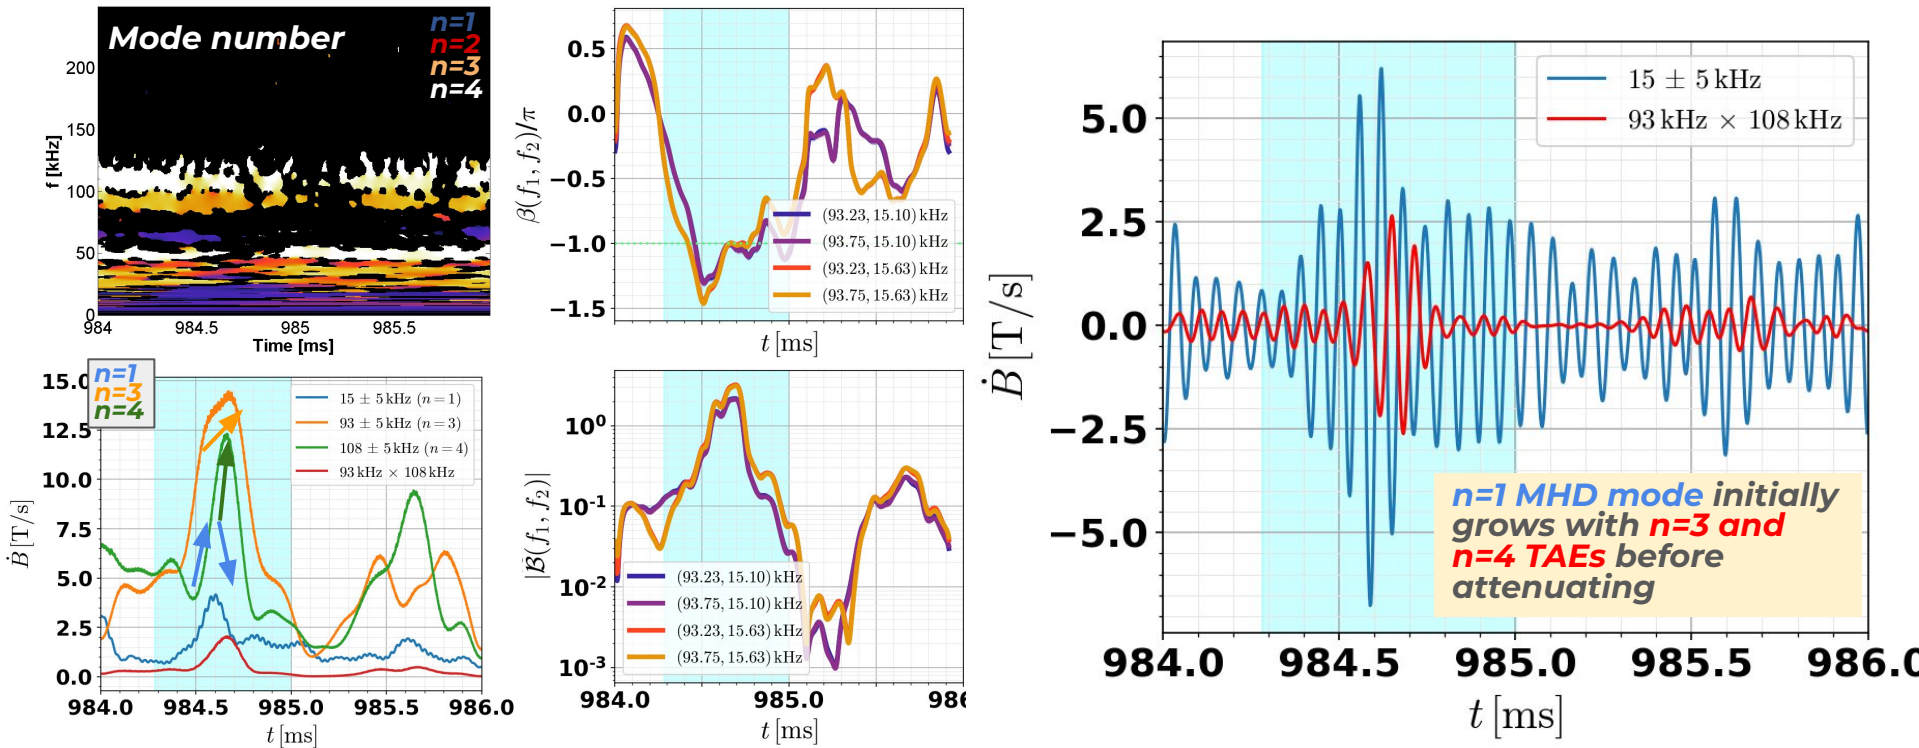 Mode number
n=1
n=2
n=3
n=4
200
150
100
50
0
f [kHz]
984
984.5
985
985.5
Time [ms]
0.5
0.0
−0.5
−1.0
−1.5
β(f₁, f₂)/π
(93.23, 15.10) kHz
(93.75, 15.10) kHz
(93.23, 15.63) kHz
(93.75, 15.63) kHz
t [ms]
n=1
n=3
n=4
15.0
12.5
10.0
7.5
5.0
2.5
0.0
Ḃ [T/s]
15 ± 5 kHz (n = 1)
93 ± 5 kHz (n = 3)
108 ± 5 kHz (n = 4)
93 kHz × 108 kHz
984.0
984.5
985.0
985.5
986.0
t [ms]
10⁰
10⁻¹
10⁻²
10⁻³
|ℬ(f₁, f₂)|
(93.23, 15.10) kHz
(93.75, 15.10) kHz
(93.23, 15.63) kHz
(93.75, 15.63) kHz
984.0
985.0
986
t [ms]
5.0
2.5
0.0
−2.5
−5.0
Ḃ [T/s]
15 ± 5 kHz
93 kHz × 108 kHz
n=1 MHD mode initially
grows with n=3 and
n=4 TAEs before
attenuating
984.0
984.5
985.0
985.5
986.0
t [ms]